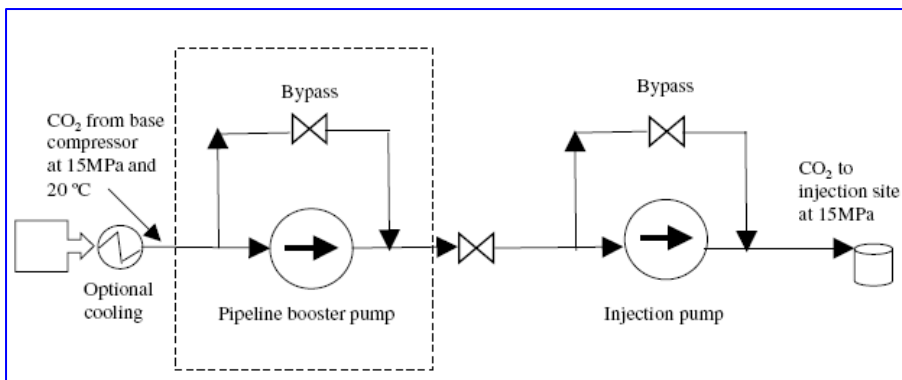 Bypass
Bypass
CO₂ from base
compressor
at 15MPa and
20 ºC
CO₂ to
injection site
at 15MPa
Optional
cooling
Pipeline booster pump
Injection pump